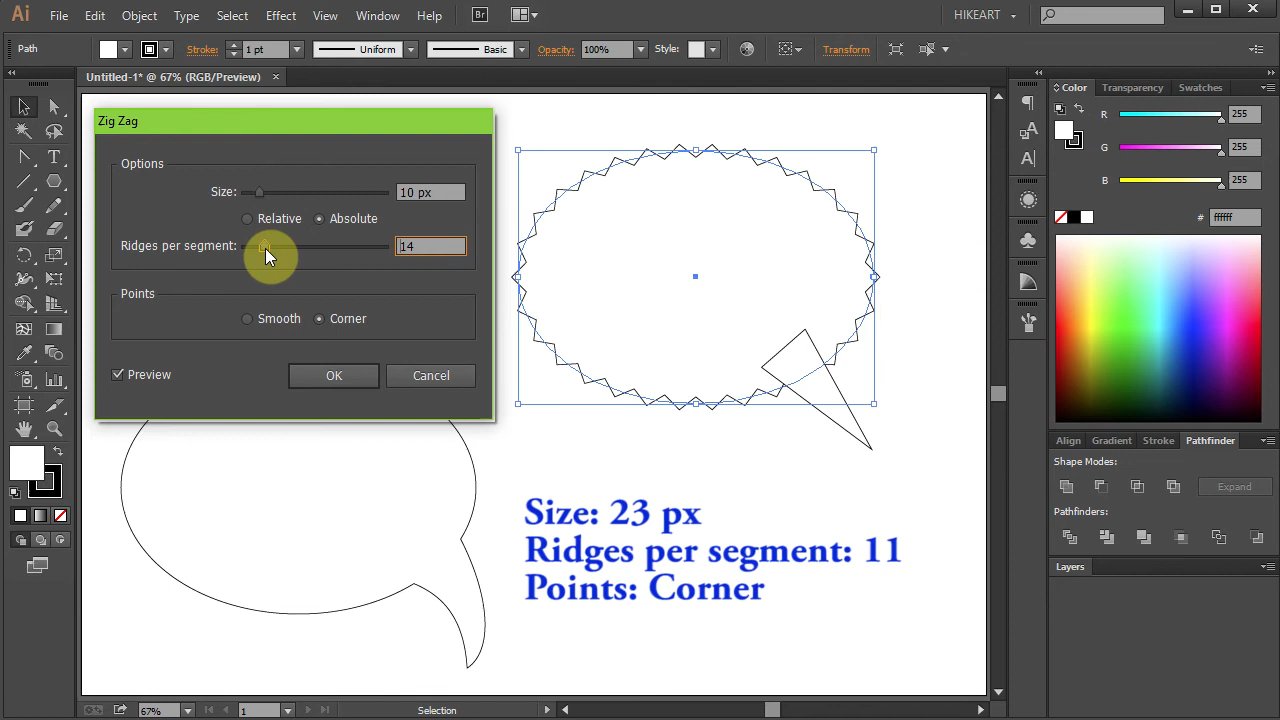 Ai File Edit Object Type Select Effect View Window Help Br HIKEART
Path Stroke: 1 pt Uniform Basic Opacity: 100% Style: Transform
Untitled-1* @ 67% (RGB/Preview) ×
Zig Zag
Options
Size: 10 px
Relative Absolute
Ridges per segment: 14
Points
Smooth Corner
Preview OK Cancel
Size: 23 px
Ridges per segment: 11
Points: Corner
Color Transparency Swatches
R 255
G 255
B 255
# ffffff
Align Gradient Stroke Pathfinder
Shape Modes:
Expand
Pathfinders:
Layers
67% 1 Selection